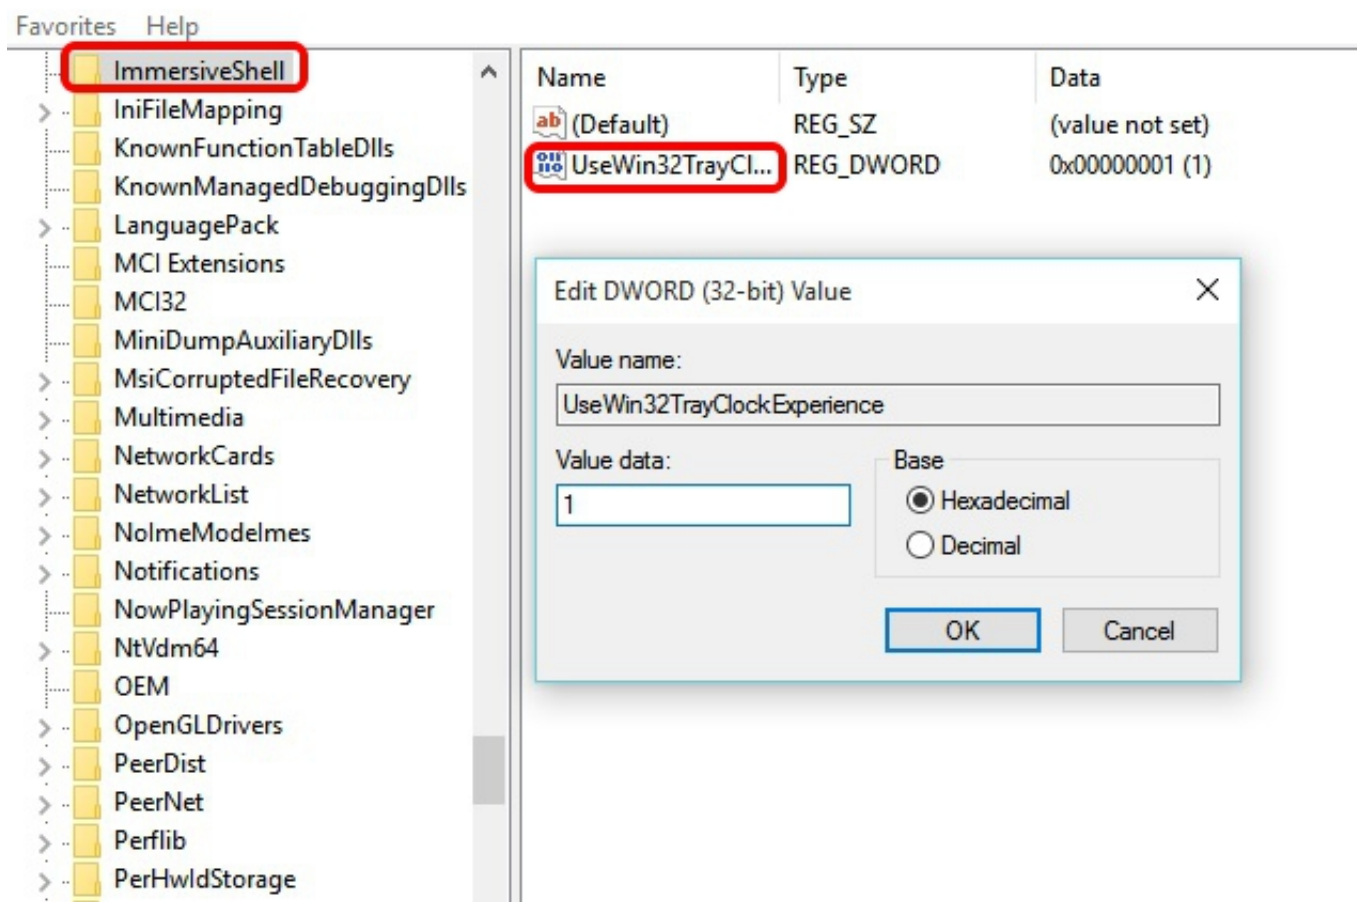 Favorites Help
ImmersiveShell
IniFileMapping
KnownFunctionTableDlls
KnownManagedDebuggingDlls
LanguagePack
MCI Extensions
MCI32
MiniDumpAuxiliaryDlls
MsiCorruptedFileRecovery
Multimedia
NetworkCards
NetworkList
NoImeModeImes
Notifications
NowPlayingSessionManager
NtVdm64
OEM
OpenGLDrivers
PeerDist
PeerNet
Perflib
PerHwIdStorage
Name Type Data
ab (Default) REG_SZ (value not set)
UseWin32TrayCl... REG_DWORD 0x00000001 (1)
Edit DWORD (32-bit) Value
Value name:
UseWin32TrayClockExperience
Value data:
1
Base
Hexadecimal
Decimal
OK Cancel